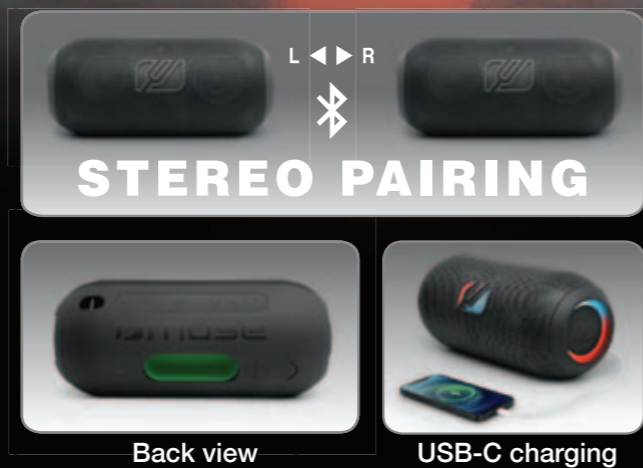 L ◀ ▶ R
STEREO PAIRING
muse
Back view
USB-C charging